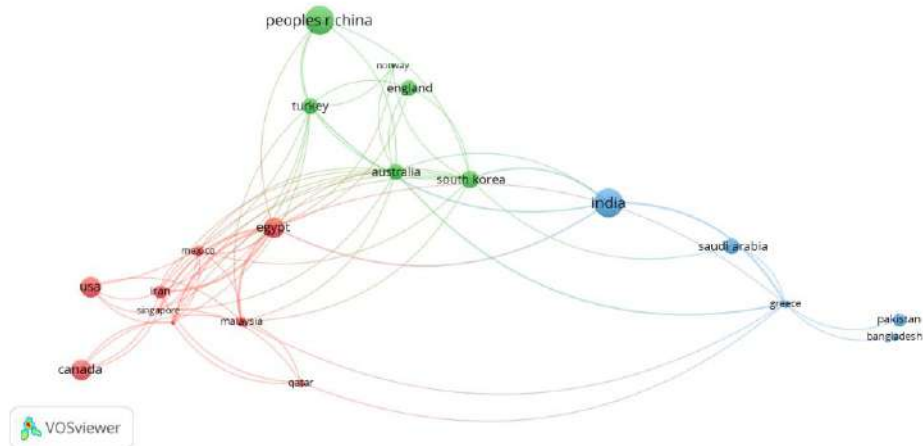 peoples r china
norway
england
turkey
australia
south korea
india
egypt
saudi arabia
mexico
usa
iran
greece
singapore
malaysia
pakistan
bangladesh
canada
qatar
VOSviewer